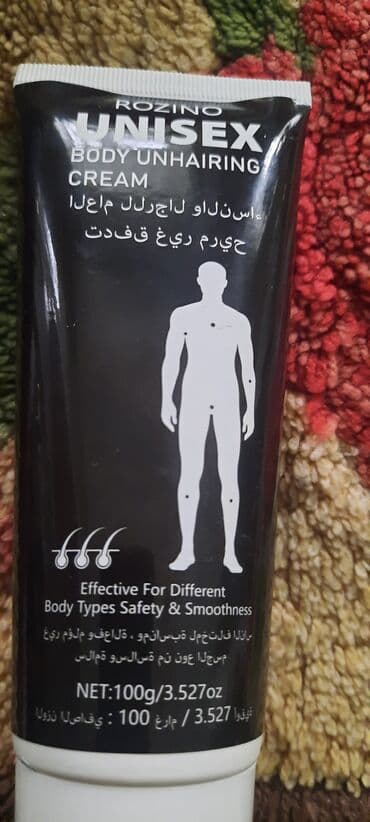 ROZINO
UNISEX
BODY UNHAIRING
CREAM
العام للرجال والنساء
تدفق غير مريح
Effective For Different
Body Types Safety & Smoothness
غير مؤلم وفعالة ، ومناسبة لمختلف الناس
سلامة وسلاسة من نوع الجسم
NET:100g/3.527oz
الوزن الصافي : 100 غرام / 3.527 اوقية